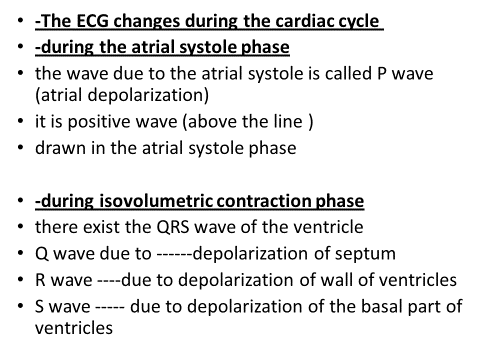 • -The ECG changes during the cardiac cycle
• -during the atrial systole phase
• the wave due to the atrial systole is called P wave
(atrial depolarization)
• it is positive wave (above the line )
• drawn in the atrial systole phase
• -during isovolumetric contraction phase
• there exist the QRS wave of the ventricle
• Q wave due to ------depolarization of septum
• R wave ----due to depolarization of wall of ventricles
• S wave ----- due to depolarization of the basal part of
ventricles